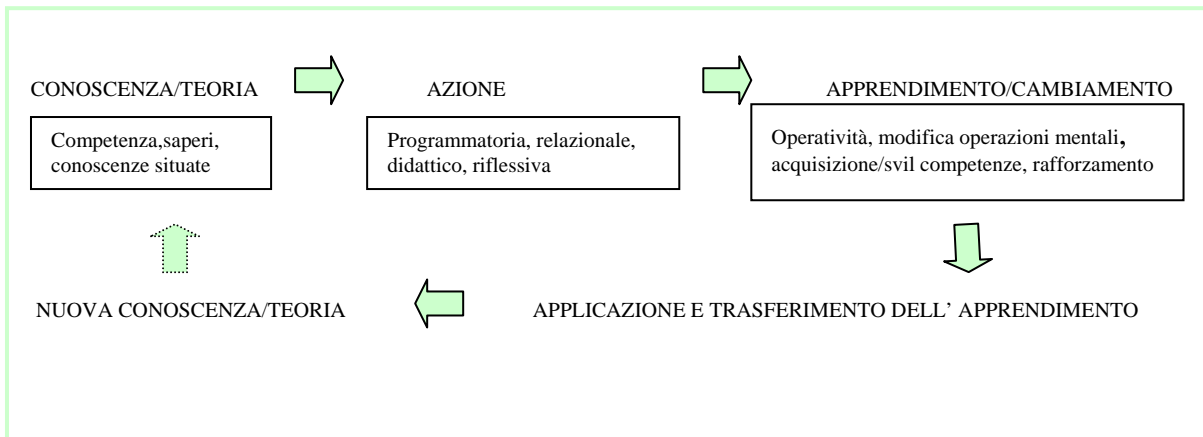 CONOSCENZA/TEORIA
AZIONE
APPRENDIMENTO/CAMBIAMENTO
Competenza,saperi,
conoscenze situate
Programmatoria, relazionale,
didattico, riflessiva
Operatività, modifica operazioni mentali,
acquisizione/svil competenze, rafforzamento
NUOVA CONOSCENZA/TEORIA
APPLICAZIONE E TRASFERIMENTO DELL’ APPRENDIMENTO